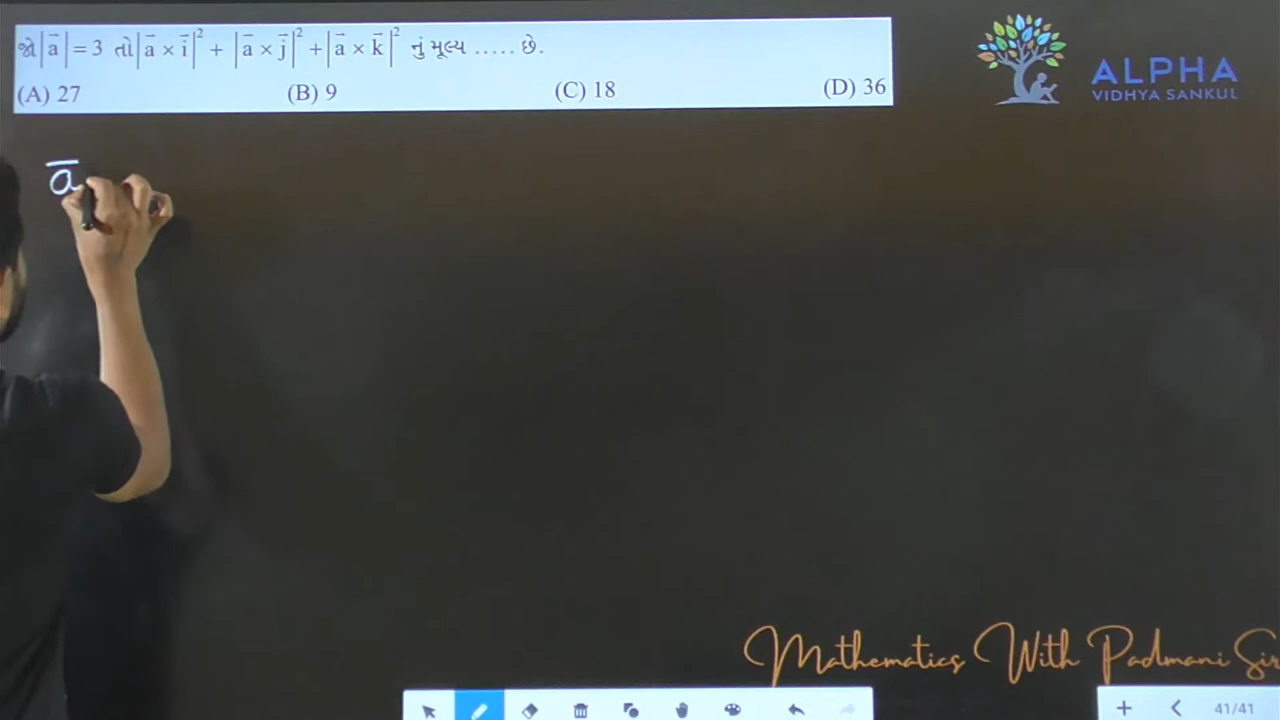 જો |a̅| = 3 તો |a̅ × i̅|² + |a̅ × j̅|² + |a̅ × k̅|² નું મૂલ્ય ..... છે.
(A) 27 (B) 9 (C) 18 (D) 36
ALPHA
VIDHYA SANKUL
a̅
Mathematics With Padmani Sir
41/41